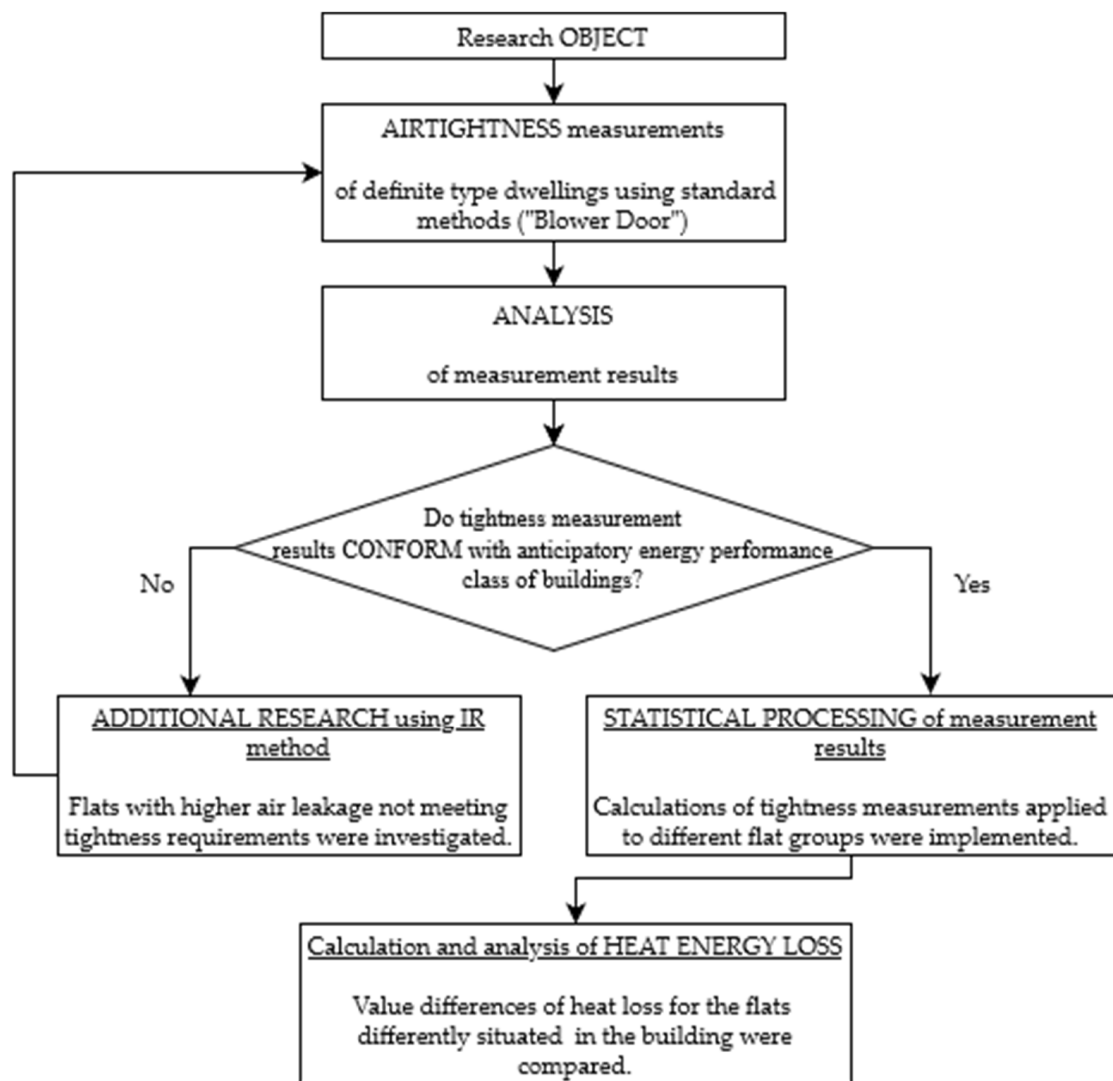 Research OBJECT
AIRTIGHTNESS measurements
of definite type dwellings using standard
methods ("Blower Door")
ANALYSIS
of measurement results
Do tightness measurement
results CONFORM with anticipatory energy performance
class of buildings?
No
Yes
ADDITIONAL RESEARCH using IR
method
Flats with higher air leakage not meeting
tightness requirements were investigated.
STATISTICAL PROCESSING of measurement
results
Calculations of tightness measurements applied
to different flat groups were implemented.
Calculation and analysis of HEAT ENERGY LOSS
Value differences of heat loss for the flats
differently situated in the building were
compared.